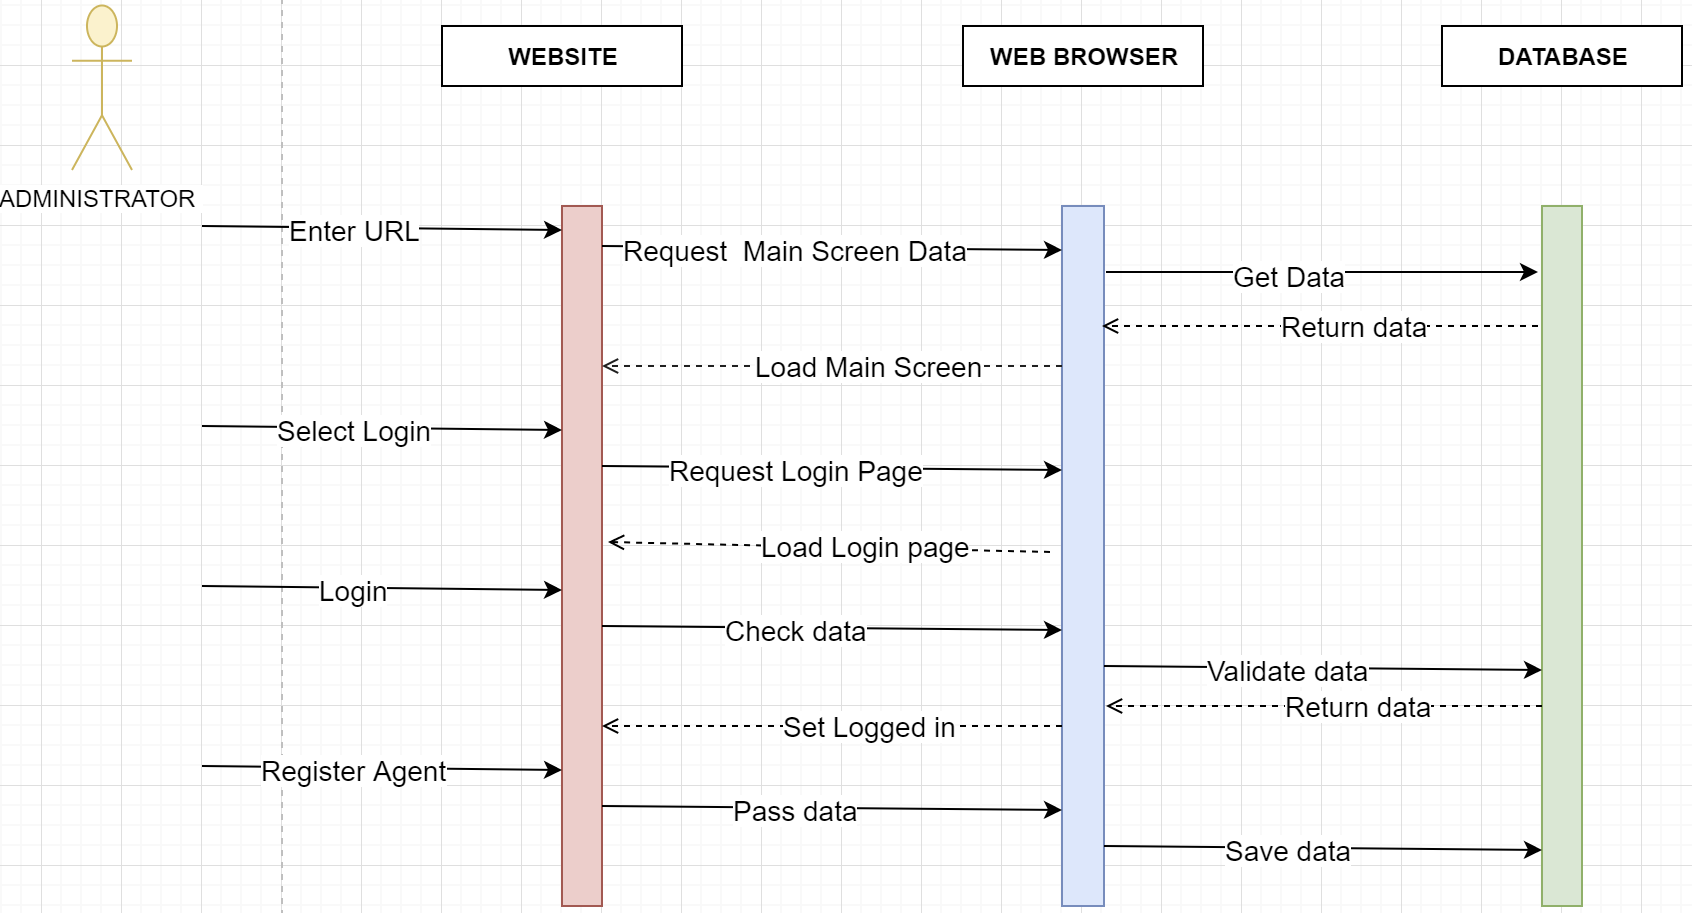 WEBSITE
WEB BROWSER
DATABASE
ADMINISTRATOR
Enter URL
Request  Main Screen Data
Get Data
Return data
Load Main Screen
Select Login
Request Login Page
Load Login page
Login
Check data
Validate data
Return data
Set Logged in
Register Agent
Pass data
Save data